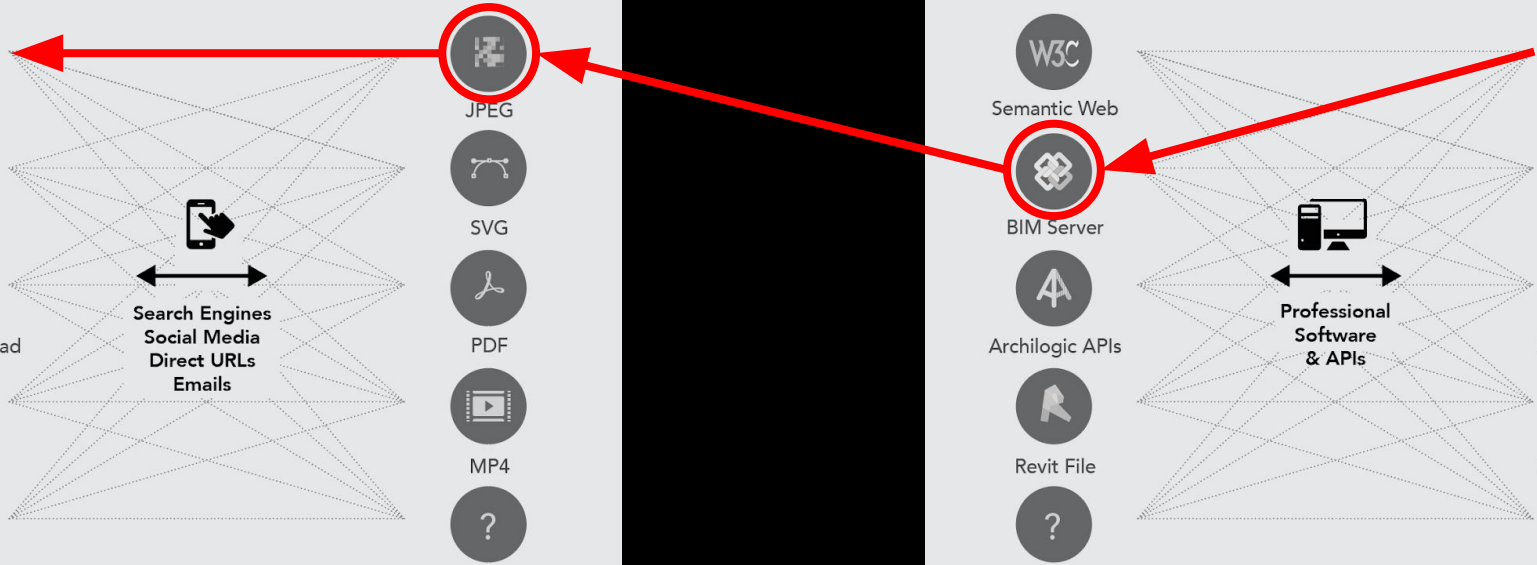 JPEG
SVG
PDF
MP4
?
ad
Search Engines
Social Media
Direct URLs
Emails
W3C
Semantic Web
BIM Server
Archilogic APIs
Revit File
?
Professional
Software
& APIs